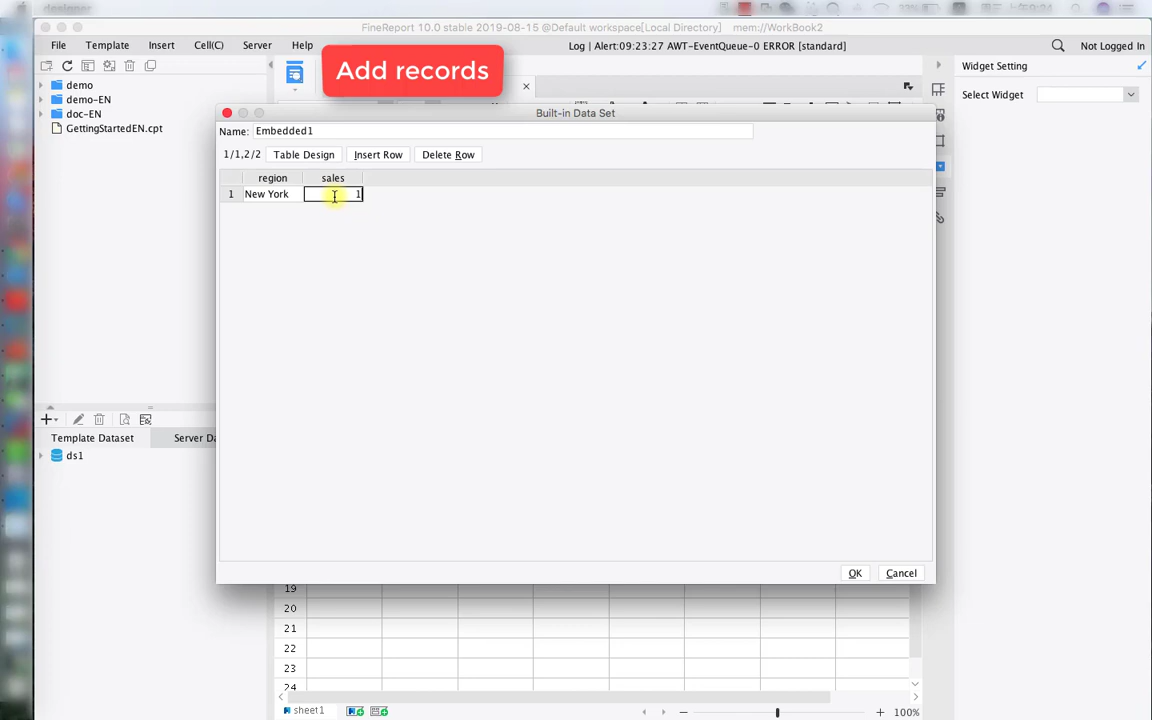 designer
FineReport 10.0 stable 2019-08-15 @Default workspace[Local Directory] mem://WorkBook2
File Template Insert Cell(C) Server Help
Log | Alert:09:23:27 AWT-EventQueue-0 ERROR [standard]
Not Logged In
Add records
Widget Setting
Select Widget
demo
demo-EN
doc-EN
GettingStartedEN.cpt
Built-in Data Set
Name: Embedded1
1/1,2/2 Table Design Insert Row Delete Row
region sales
1 New York 1
OK Cancel
Template Dataset Server Da
ds1
19
20
21
22
23
24
sheet1
100%